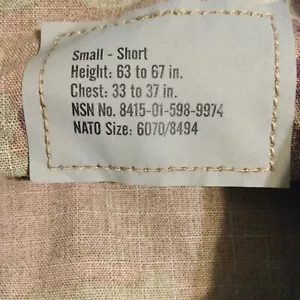 Small - Short
Height: 63 to 67 in.
Chest: 33 to 37 in.
NSN No. 8415-01-598-9974
NATO Size: 6070/8494